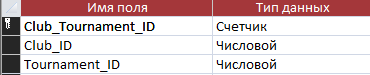 Имя поля Тип данных
Club_Tournament_ID Счетчик
Club_ID Числовой
Tournament_ID Числовой